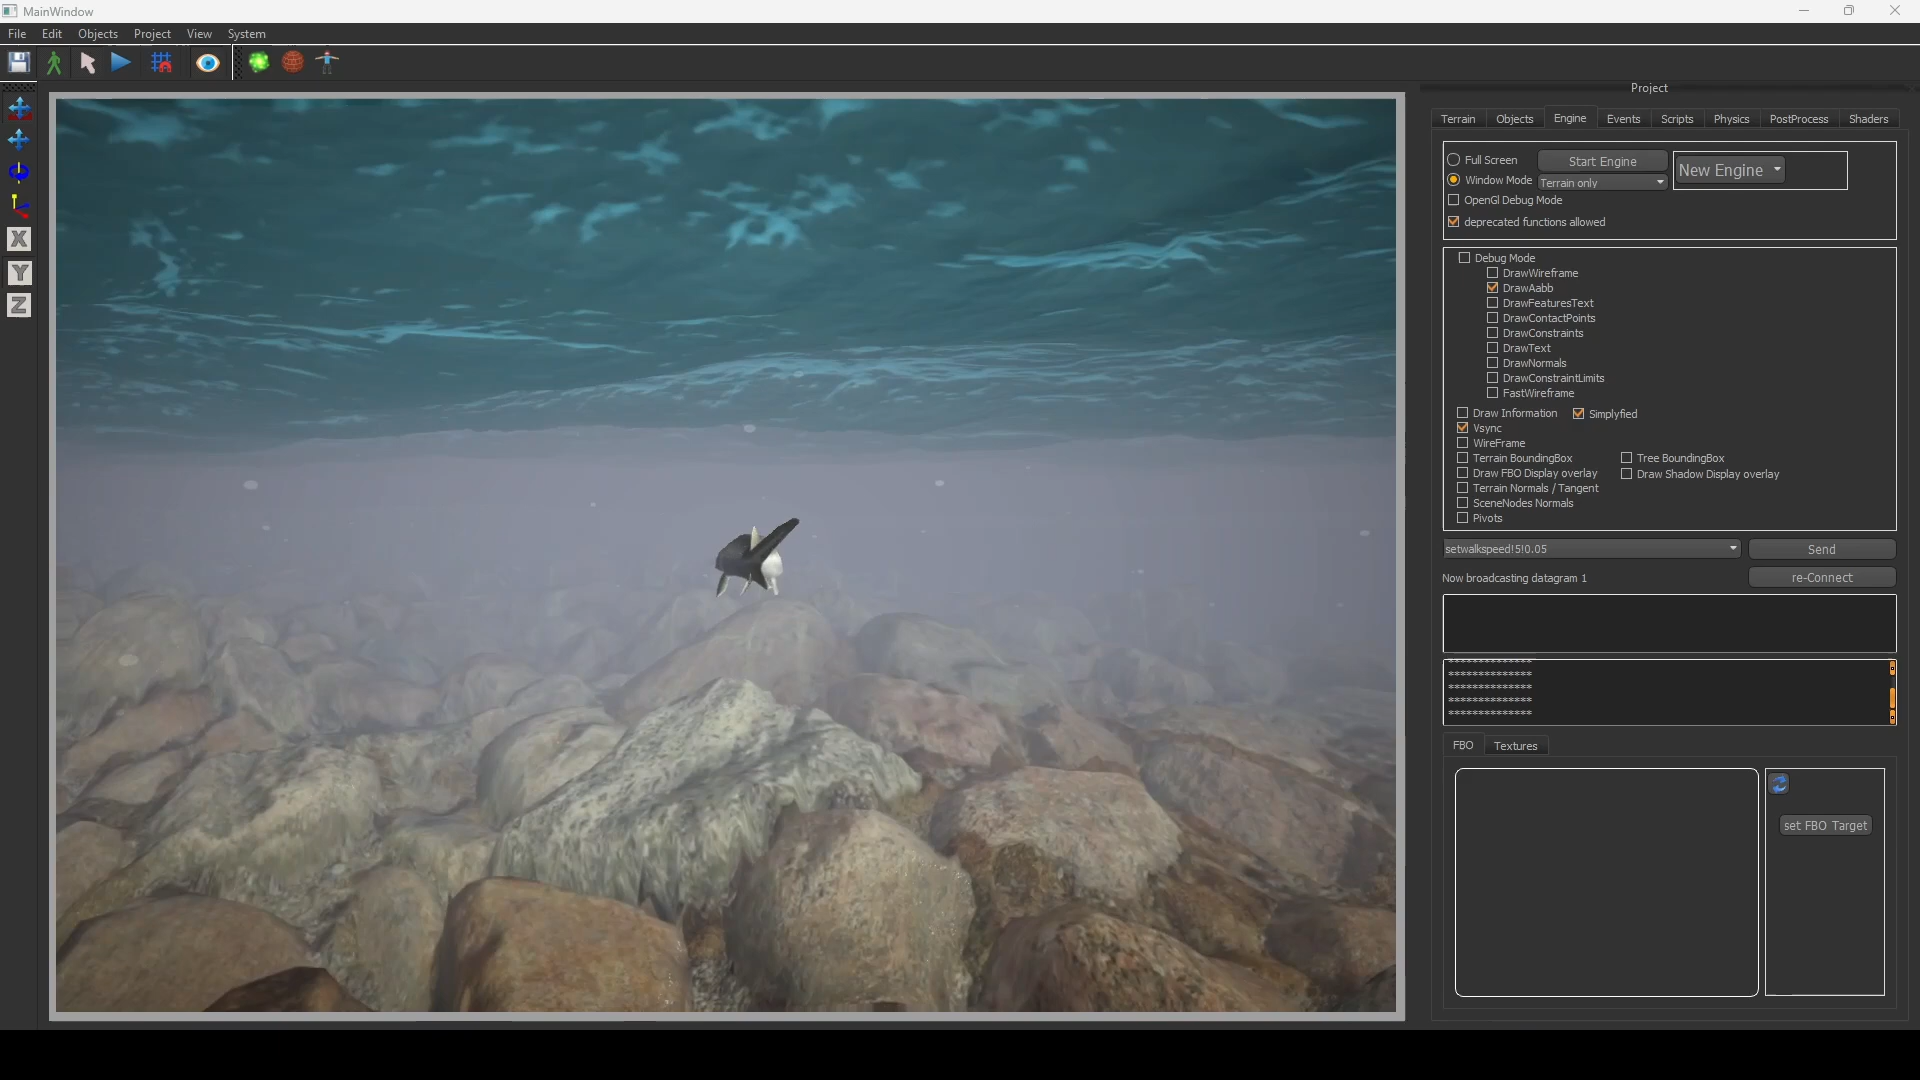 MainWindow
File Edit Objects Project View System
Project
Terrain Objects Engine Events Scripts Physics PostProcess Shaders
Full Screen Start Engine New Engine
Window Mode Terrain only
OpenGl Debug Mode
deprecated functions allowed
Debug Mode
DrawWireframe
DrawAabb
DrawFeaturesText
DrawContactPoints
DrawConstraints
DrawText
DrawNormals
DrawConstraintLimits
FastWireframe
Draw Information Simplyfied
Vsync
WireFrame
Terrain BoundingBox Tree BoundingBox
Draw FBO Display overlay Draw Shadow Display overlay
Terrain Normals / Tangent
SceneNodes Normals
Pivots
setwalkspeed!5!0.05 Send
Now broadcasting datagram 1 re-Connect
**************
**************
**************
**************
**************
FBO Textures
set FBO Target
X
Y
Z